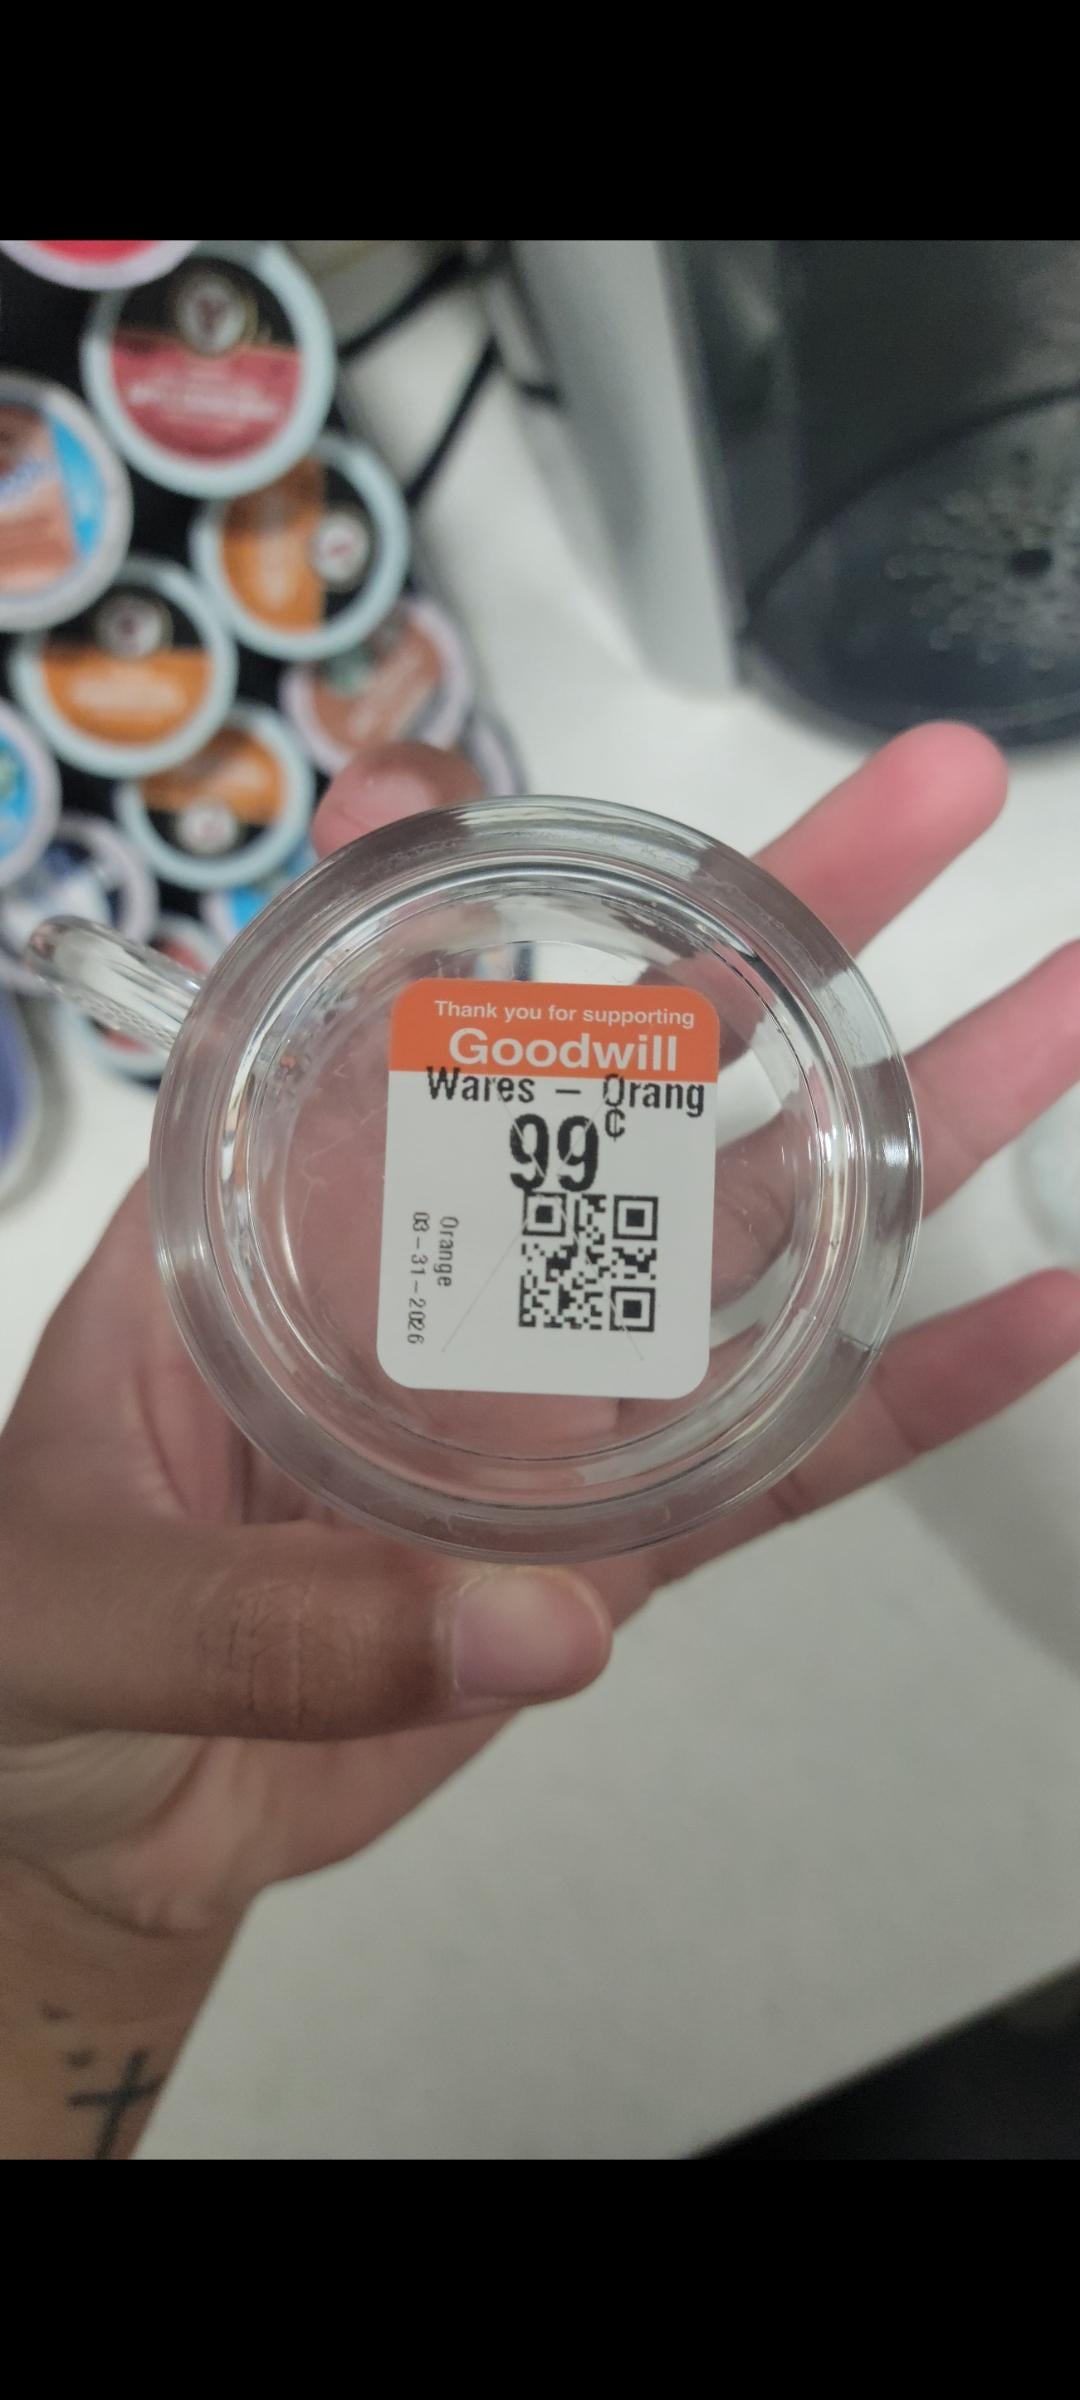 Thank you for supporting
Goodwill
Wares - Orang
99¢
Orange
03-31-2026